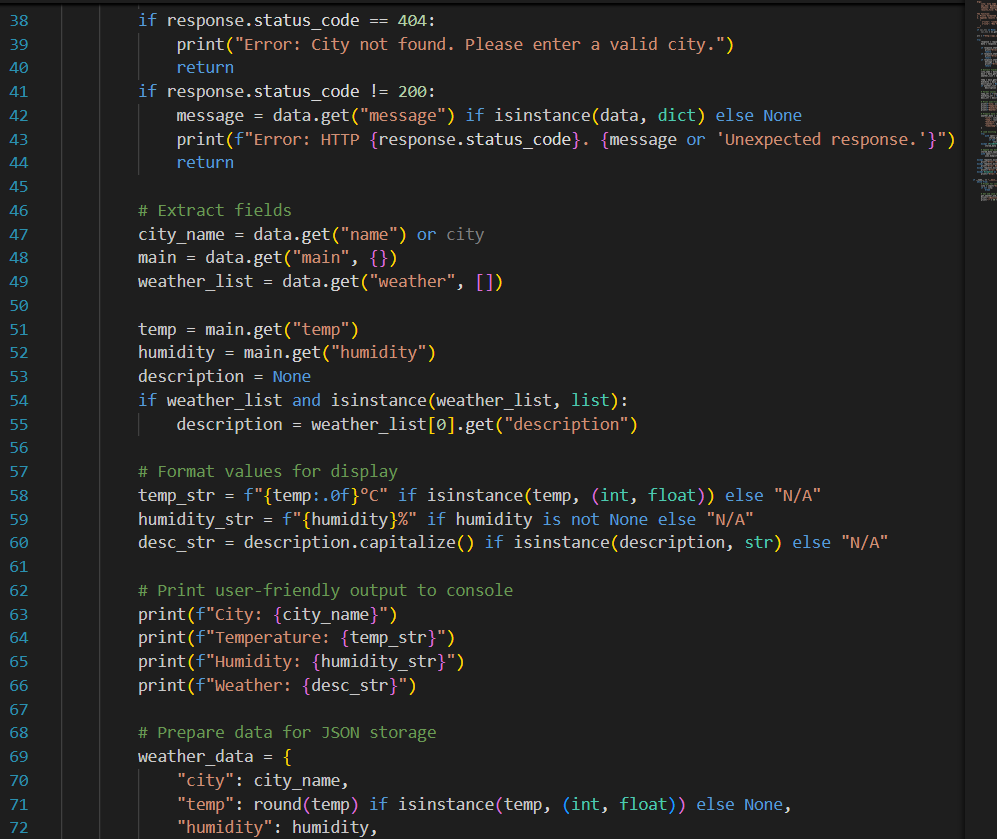 38 if response.status_code == 404:
39 print("Error: City not found. Please enter a valid city.")
40 return
41 if response.status_code != 200:
42 message = data.get("message") if isinstance(data, dict) else None
43 print(f"Error: HTTP {response.status_code}. {message or 'Unexpected response.'}")
44 return
45
46 # Extract fields
47 city_name = data.get("name") or city
48 main = data.get("main", {})
49 weather_list = data.get("weather", [])
50
51 temp = main.get("temp")
52 humidity = main.get("humidity")
53 description = None
54 if weather_list and isinstance(weather_list, list):
55 description = weather_list[0].get("description")
56
57 # Format values for display
58 temp_str = f"{temp:.0f}°C" if isinstance(temp, (int, float)) else "N/A"
59 humidity_str = f"{humidity}%" if humidity is not None else "N/A"
60 desc_str = description.capitalize() if isinstance(description, str) else "N/A"
61
62 # Print user-friendly output to console
63 print(f"City: {city_name}")
64 print(f"Temperature: {temp_str}")
65 print(f"Humidity: {humidity_str}")
66 print(f"Weather: {desc_str}")
67
68 # Prepare data for JSON storage
69 weather_data = {
70 "city": city_name,
71 "temp": round(temp) if isinstance(temp, (int, float)) else None,
72 "humidity": humidity,